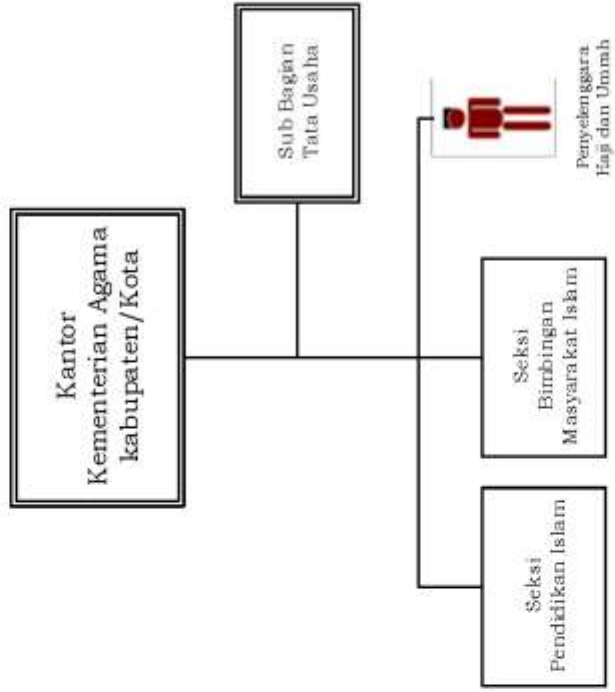 Kantor
Kementerian Agama
kabupaten/Kota
Sub Bagian
Tata Usaha
Seksi
Pendidikan Islam
Seksi
Bimbingan
Masyarakat Islam
Penyelenggara
Haji dan Umrah